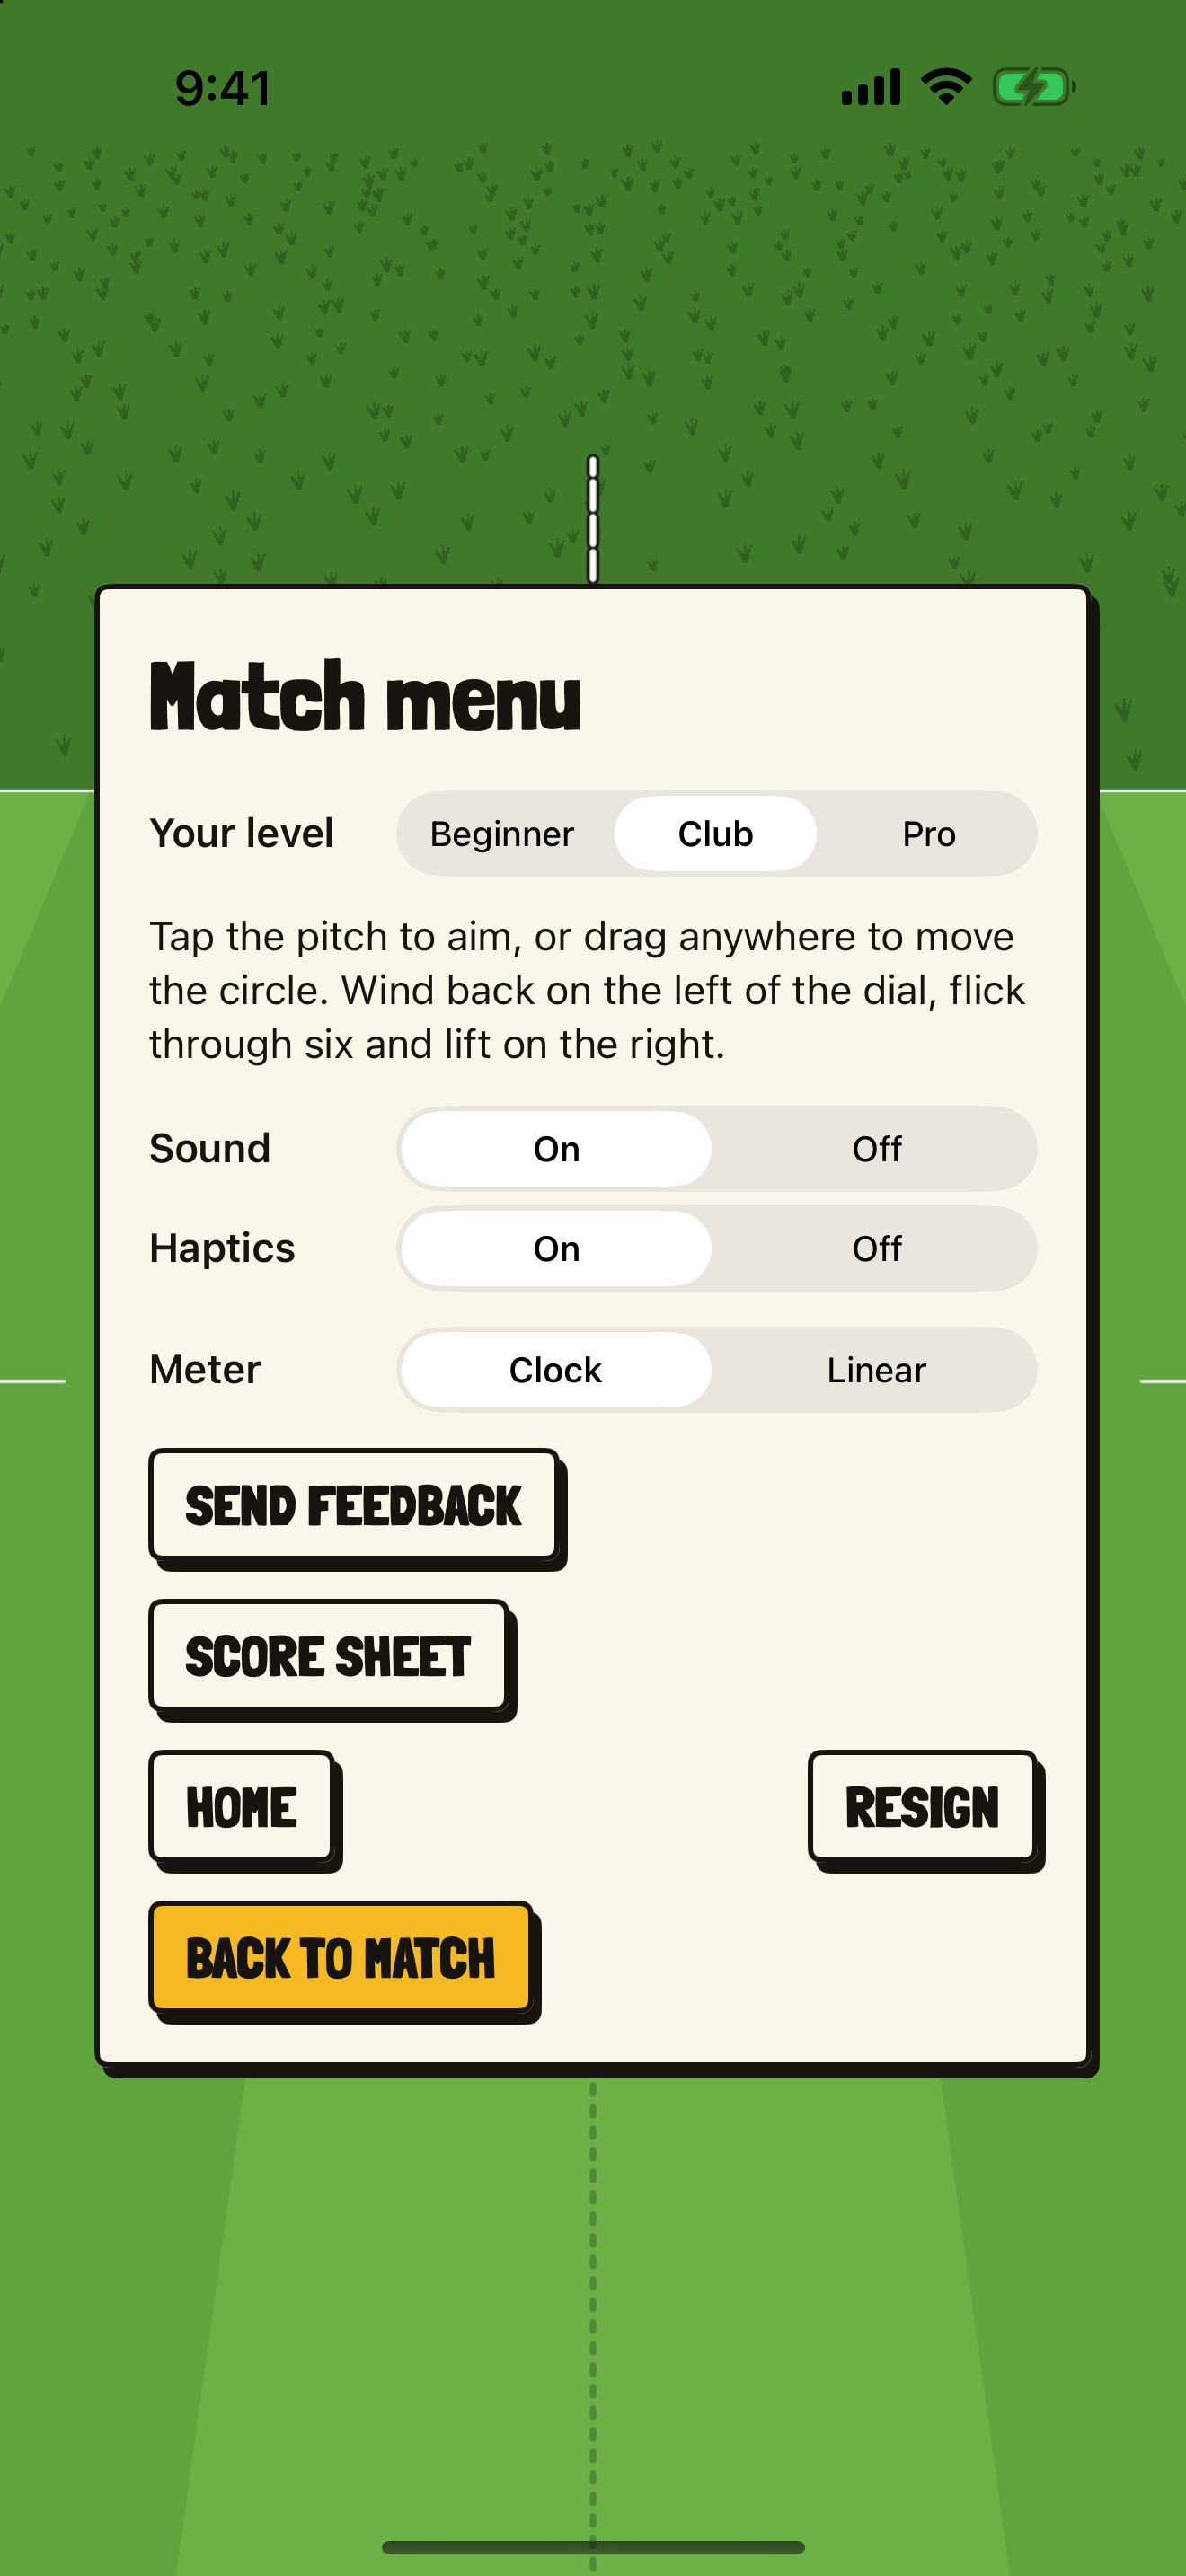 9:41
Match menu
Your level Beginner Club Pro
Tap the pitch to aim, or drag anywhere to move
the circle. Wind back on the left of the dial, flick
through six and lift on the right.
Sound On Off
Haptics On Off
Meter Clock Linear
SEND FEEDBACK
SCORE SHEET
HOME RESIGN
BACK TO MATCH